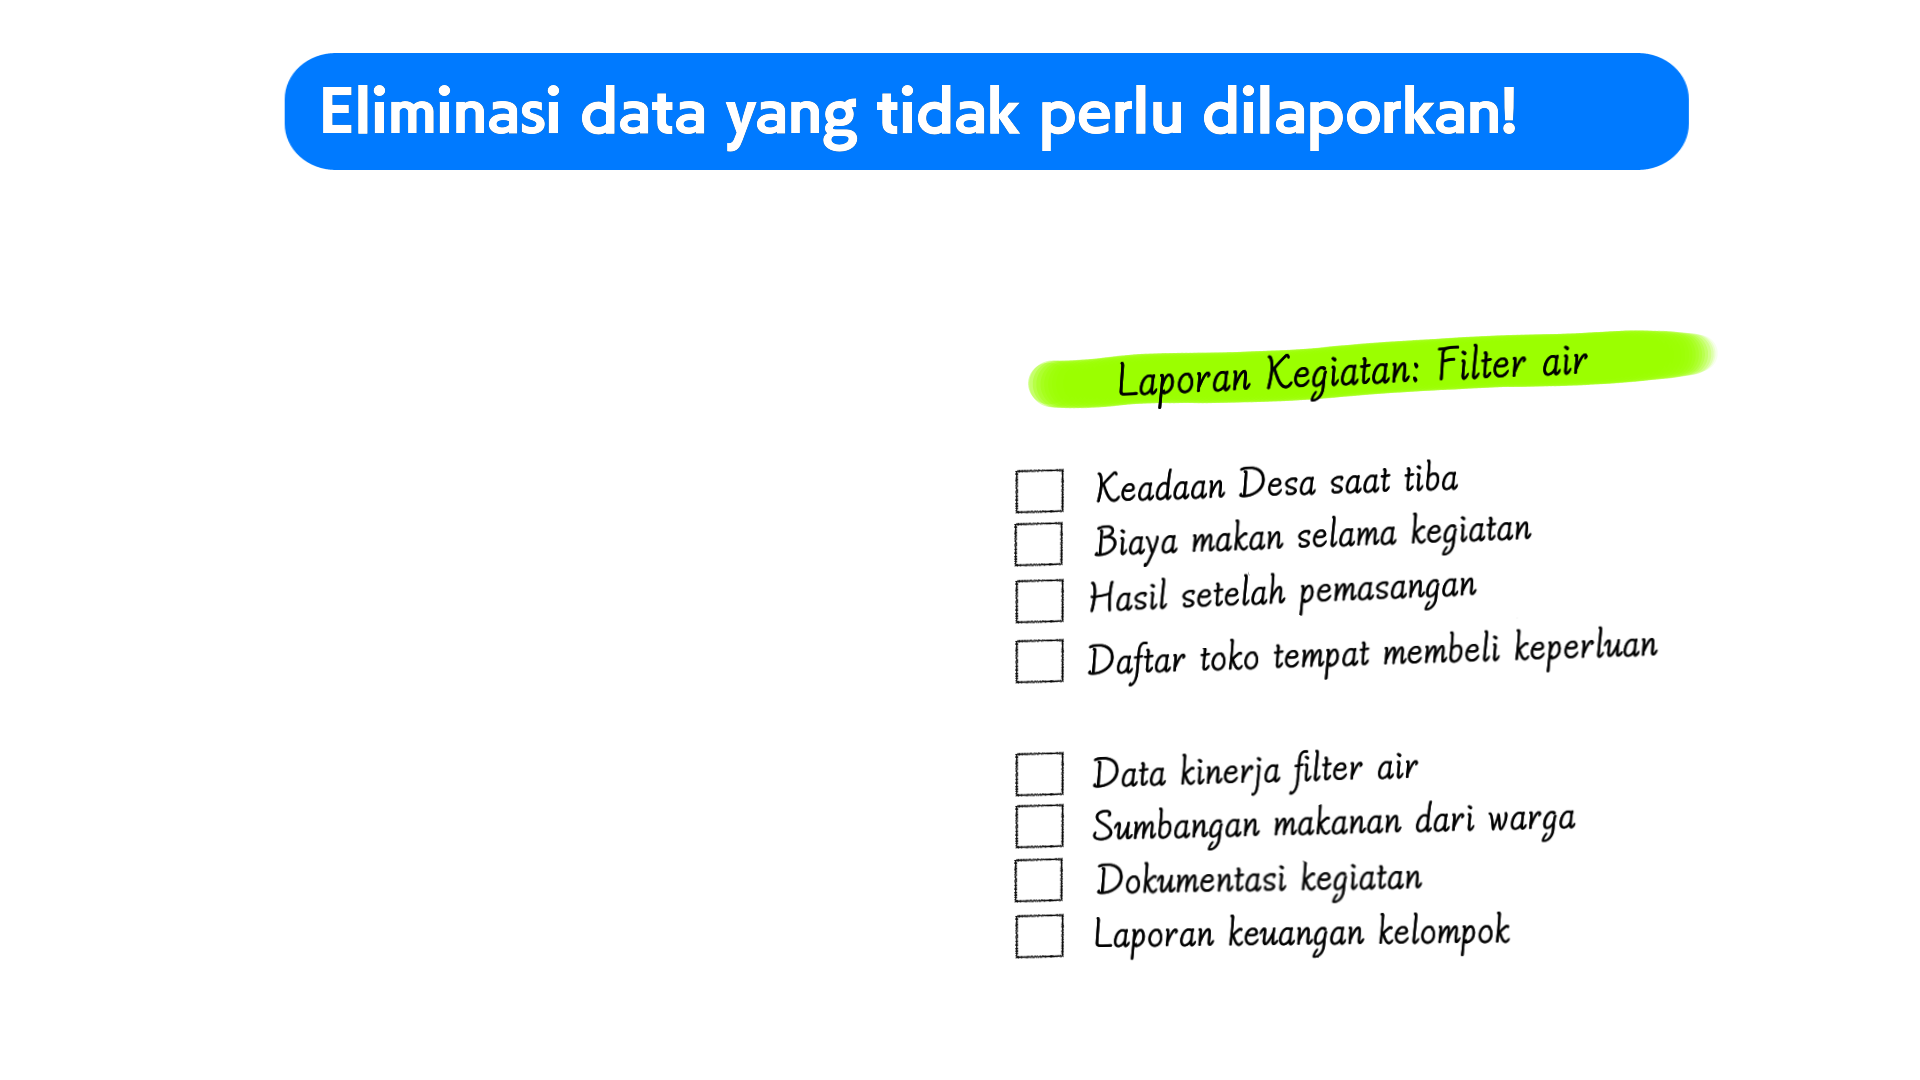 Eliminasi data yang tidak perlu dilaporkan!
Laporan Kegiatan: Filter air
Keadaan Desa saat tiba
Biaya makan selama kegiatan
Hasil setelah pemasangan
Daftar toko tempat membeli keperluan
Data kinerja filter air
Sumbangan makanan dari warga
Dokumentasi kegiatan
Laporan keuangan kelompok